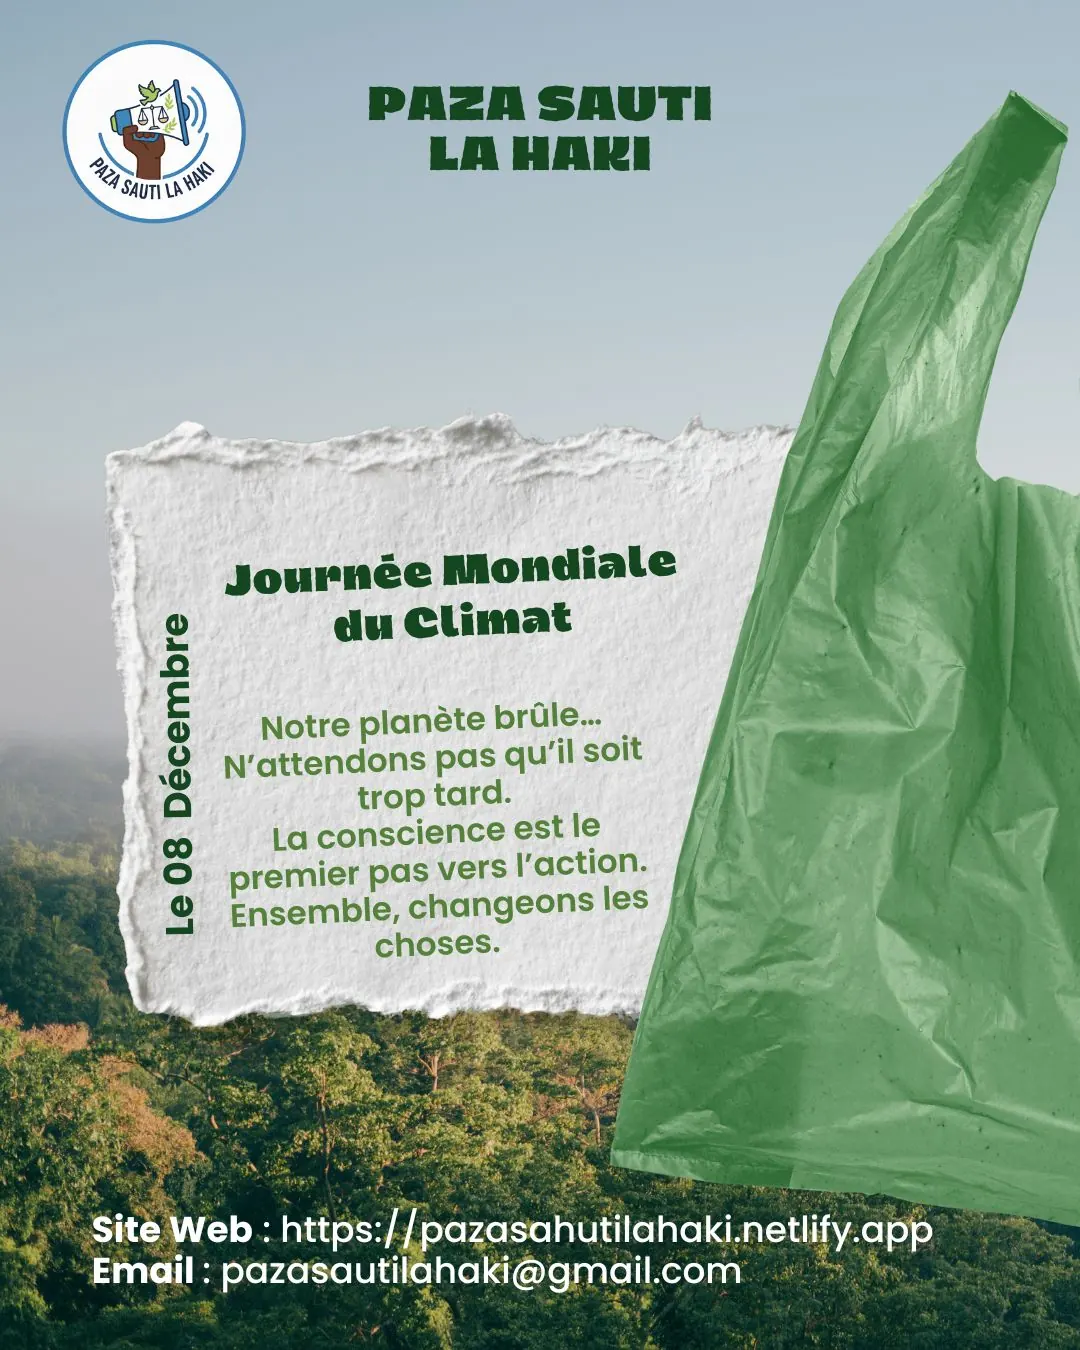 PAZA SAUTI LA HAKI
PAZA SAUTI
LA HAKI
Journée Mondiale
du Climat
Le 08 Décembre
Notre planète brûle...
N'attendons pas qu'il soit
trop tard.
La conscience est le
premier pas vers l'action.
Ensemble, changeons les
choses.
Site Web : https://pazasahutilahaki.netlify.app
Email : pazasautilahaki@gmail.com